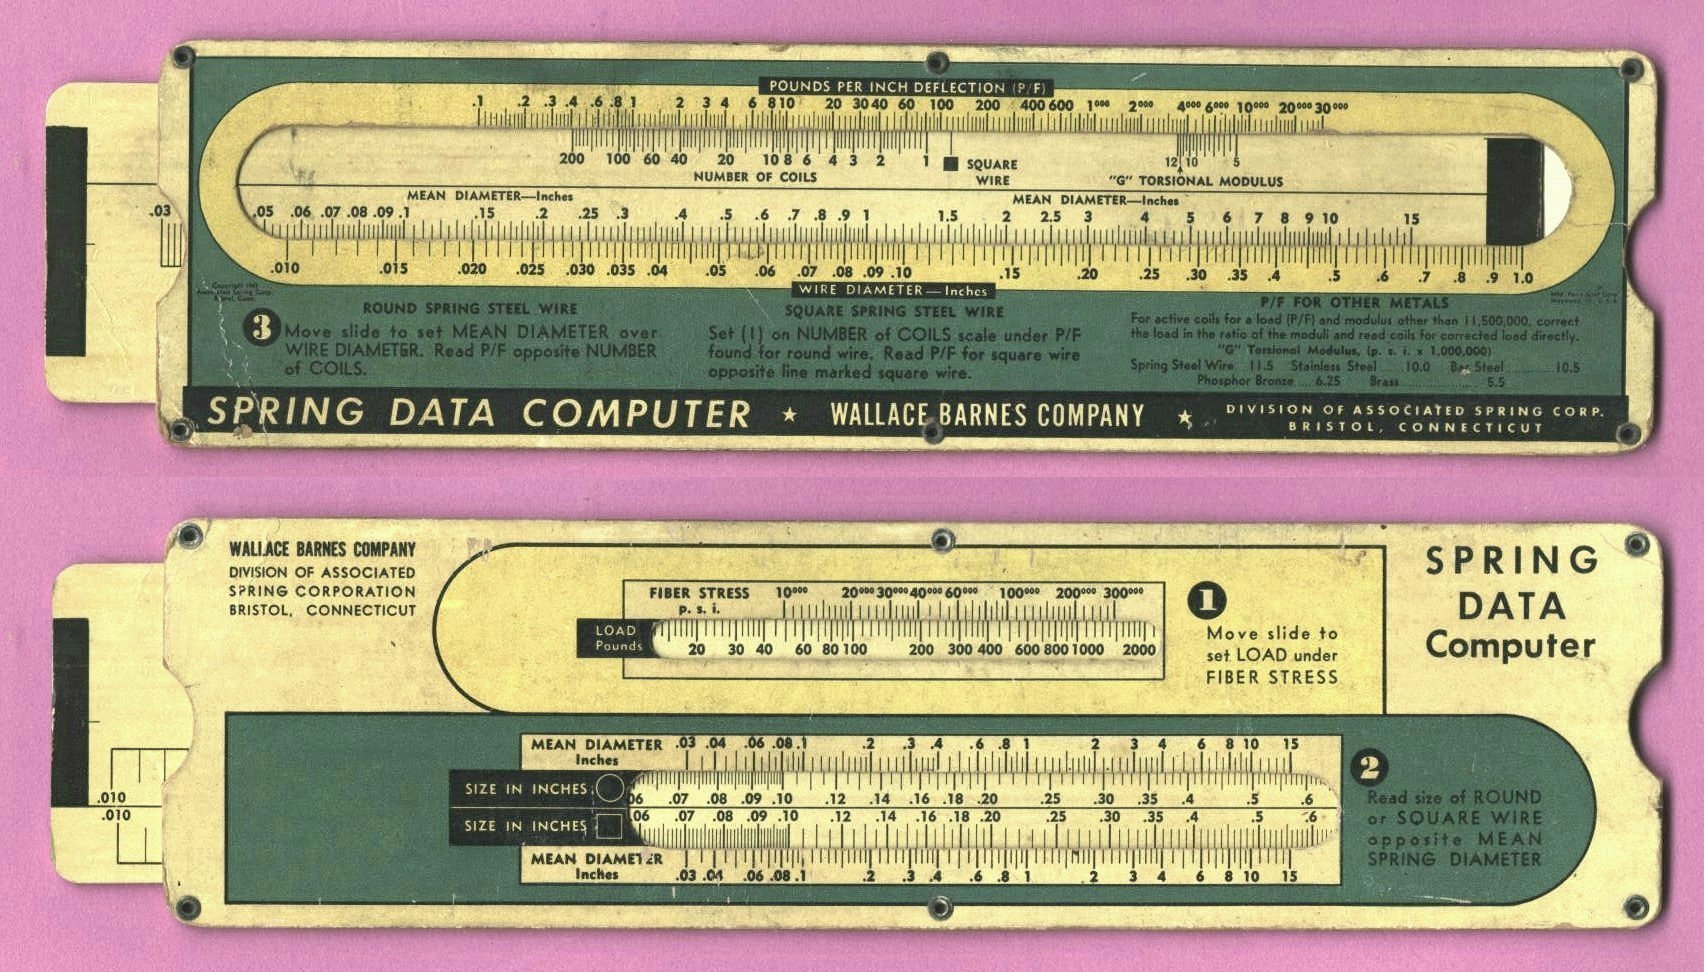 POUNDS PER INCH DEFLECTION (P/F)
.1 .2 .3 .4 .6 .8 1 2 3 4 6 8 10 20 30 40 60 100 200 400 600 1000 2000 4000 6000 10000 20000 30000
200 100 60 40 20 10 8 6 4 3 2 1 SQUARE WIRE 12 10 5
NUMBER OF COILS "G" TORSIONAL MODULUS
MEAN DIAMETER—Inches MEAN DIAMETER—Inches
.03 .05 .06 .07 .08 .09 .1 .15 .2 .25 .3 .4 .5 .6 .7 .8 .9 1 1.5 2 2.5 3 4 5 6 7 8 9 10 15
.010 .015 .020 .025 .030 .035 .04 .05 .06 .07 .08 .09 .10 .15 .20 .25 .30 .35 .4 .5 .6 .7 .8 .9 1.0
WIRE DIAMETER—Inches
3
ROUND SPRING STEEL WIRE
Move slide to set MEAN DIAMETER over
WIRE DIAMETER. Read P/F opposite NUMBER
of COILS.
SQUARE SPRING STEEL WIRE
Set (1) on NUMBER of COILS scale under P/F
found for round wire. Read P/F for square wire
opposite line marked square wire.
P/F FOR OTHER METALS
For active coils for a load (P/F) and modulus other than 11,500,000, correct
the load in the ratio of the moduli and read coils for corrected load directly.
"G" Torsional Modulus, (p. s. i. x 1,000,000)
Spring Steel Wire 11.5 Stainless Steel 10.0 Bar Steel 10.5
Phosphor Bronze 6.25 Brass 5.5
SPRING DATA COMPUTER ★ WALLACE BARNES COMPANY ★ DIVISION OF ASSOCIATED SPRING CORP.
BRISTOL, CONNECTICUT
WALLACE BARNES COMPANY
DIVISION OF ASSOCIATED
SPRING CORPORATION
BRISTOL, CONNECTICUT
FIBER STRESS 10000 20000 30000 40000 60000 100000 200000 300000
p. s. i.
LOAD
Pounds 20 30 40 60 80 100 200 300 400 600 800 1000 2000
1
Move slide to
set LOAD under
FIBER STRESS
SPRING
DATA
Computer
MEAN DIAMETER .03 .04 .06 .08 .1 .2 .3 .4 .6 .8 1 2 3 4 6 8 10 15
Inches
SIZE IN INCHES 06 .07 .08 .09 .10 .12 .14 .16 .18 .20 .25 .30 .35 .4 .5 .6
SIZE IN INCHES 06 .07 .08 .09 .10 .12 .14 .16 .18 .20 .25 .30 .35 .4 .5 .6
MEAN DIAMETER
Inches .03 .04 .06 .08 .1 .2 .3 .4 .6 .8 1 2 3 4 6 8 10 15
.010
.010
2
Read size of ROUND
or SQUARE WIRE
opposite MEAN
SPRING DIAMETER